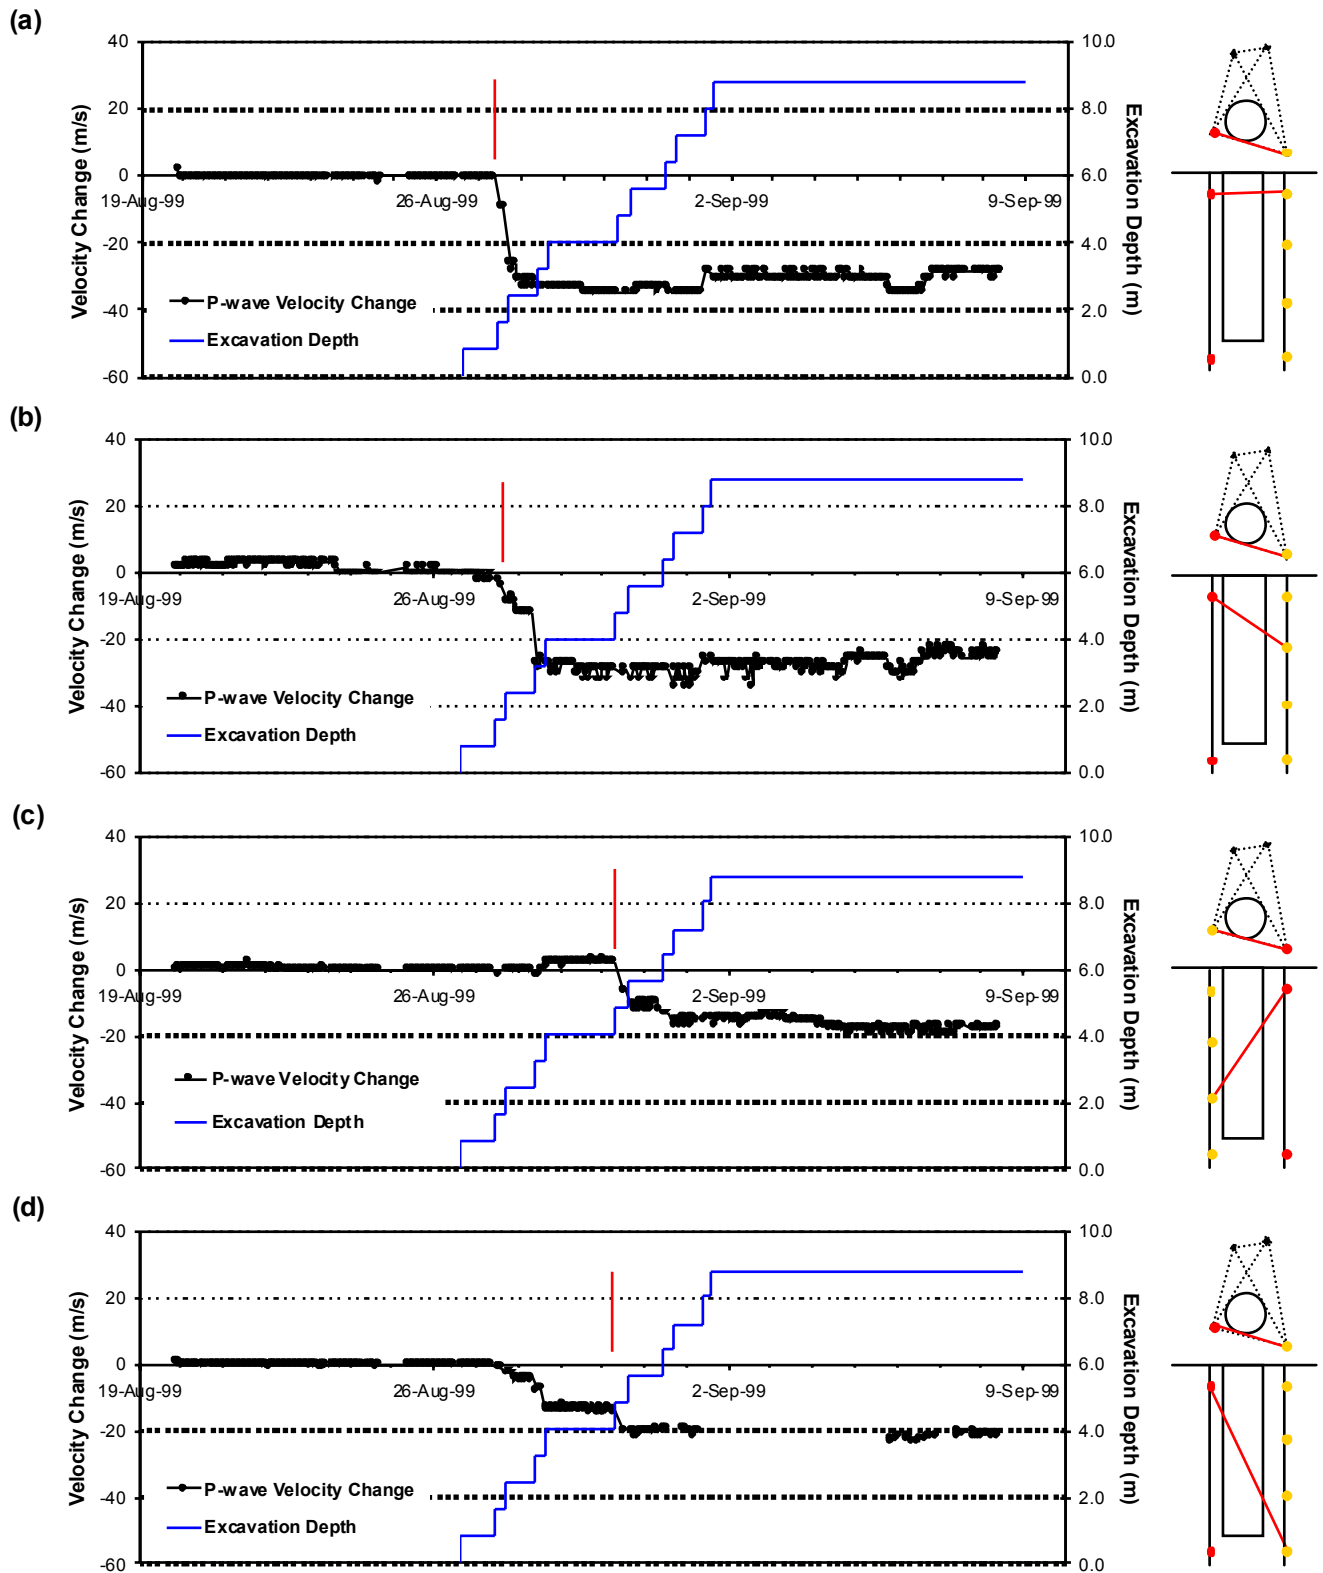 (a)
40
20
0
-20
-40
-60
Velocity Change (m/s)
19-Aug-99
26-Aug-99
2-Sep-99
9-Sep-99
P-wave Velocity Change
Excavation Depth
10.0
8.0
6.0
4.0
2.0
0.0
Excavation Depth (m)
(b)
40
20
0
-20
-40
-60
Velocity Change (m/s)
19-Aug-99
26-Aug-99
2-Sep-99
9-Sep-99
P-wave Velocity Change
Excavation Depth
10.0
8.0
6.0
4.0
2.0
0.0
Excavation Depth (m)
(c)
40
20
0
-20
-40
-60
Velocity Change (m/s)
19-Aug-99
26-Aug-99
2-Sep-99
9-Sep-99
P-wave Velocity Change
Excavation Depth
10.0
8.0
6.0
4.0
2.0
0.0
Excavation Depth (m)
(d)
40
20
0
-20
-40
-60
Velocity Change (m/s)
19-Aug-99
26-Aug-99
2-Sep-99
9-Sep-99
P-wave Velocity Change
Excavation Depth
10.0
8.0
6.0
4.0
2.0
0.0
Excavation Depth (m)